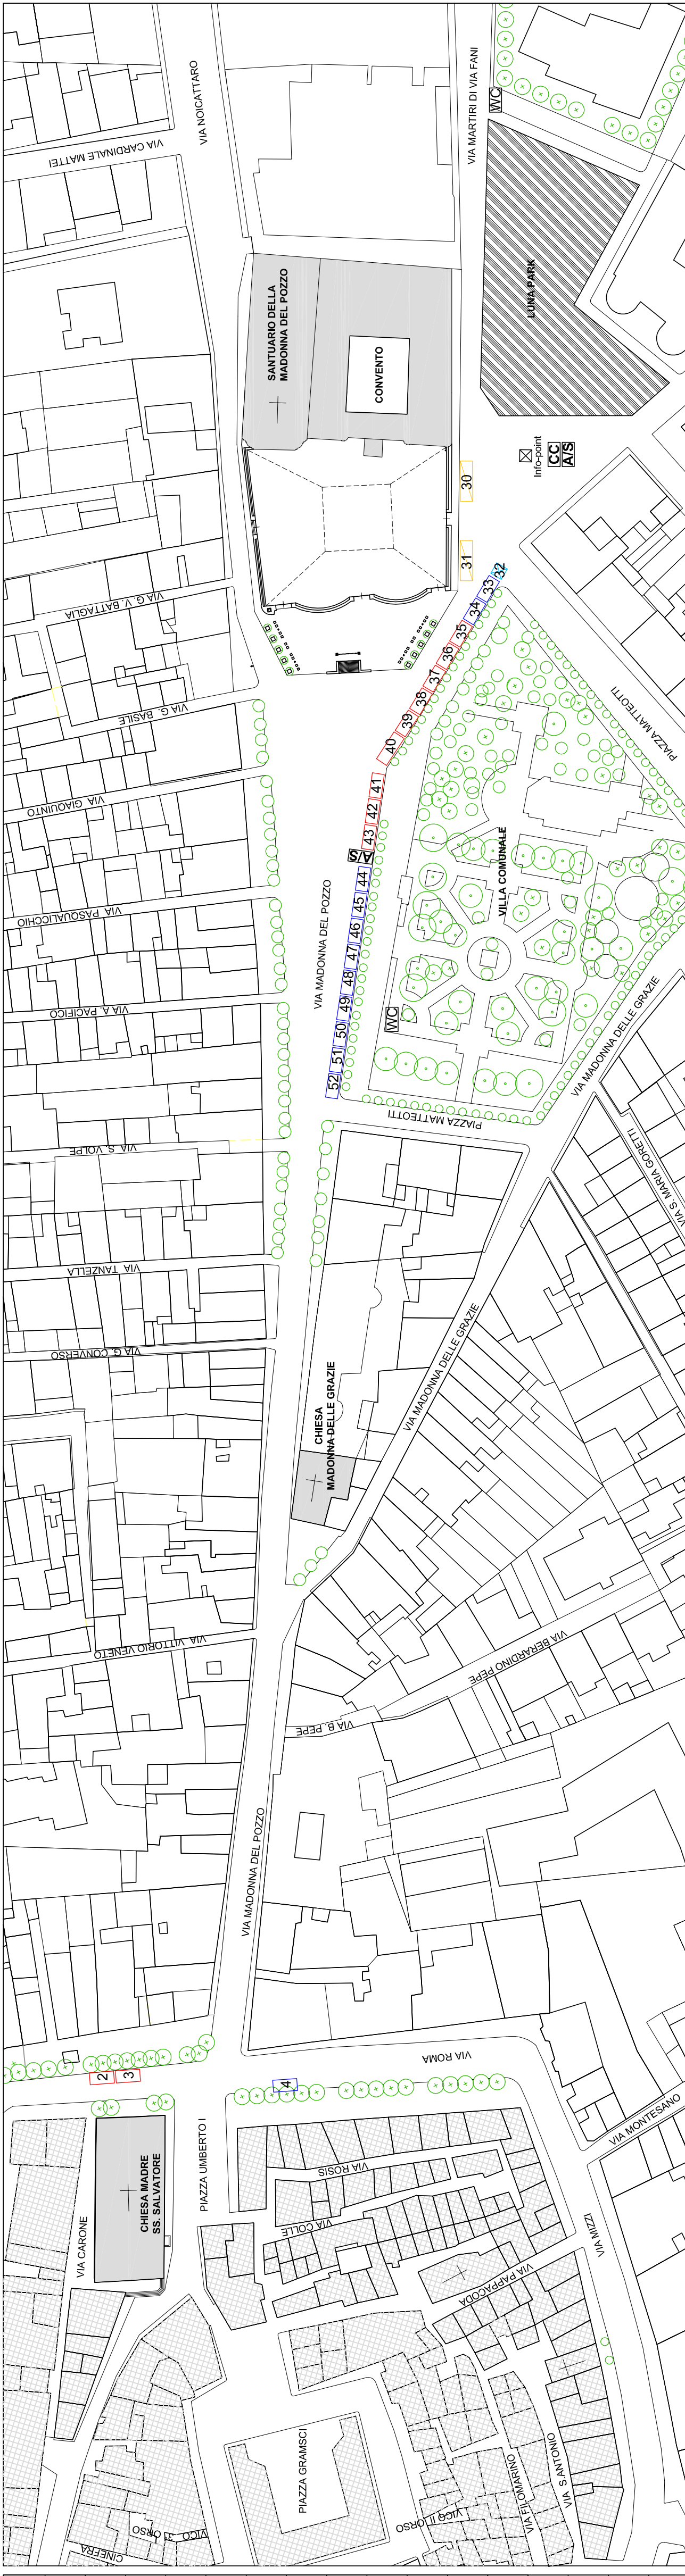 VIA CARDINALE MATTEI
VIA NOICATTARO
VIA MARTIRI DI VIA FANI
WC
SANTUARIO DELLA
MADONNA DEL POZZO
CONVENTO
LUNA PARK
Info-point
CC
A/S
30
31
32
33
34
35
36
37
38
39
40
41
42
43
A/S
44
45
46
47
48
49
50
51
52
VIA G. V. BATTAGLIA
VIA G. BASILE
VIA GIAQUINTO
VIA PASQUALICCHIO
VIA A. PACIFICO
VIA S. VOLPE
VIA TANZELLA
VIA G. CONVERSO
VIA MADONNA DEL POZZO
VILLA COMUNALE
WC
PIAZZA MATTEOTTI
PIAZZA MATTEOTTI
VIA MADONNA DELLE GRAZIE
VIA S. MARIA GORETTI
VIA MADONNA DELLE GRAZIE
CHIESA
MADONNA DELLE GRAZIE
VIA VITTORIO VENETO
VIA BERARDINO PEPE
VIA B. PEPE
VIA MADONNA DEL POZZO
VIA ROMA
2
3
4
VIA MONTESANO
CHIESA MADRE
SS. SALVATORE
VIA CARONE
PIAZZA UMBERTO I
VIA ROSIS
VIA COLLE
VIA MIZZI
VIA PAPPACODA
PIAZZA GRAMSCI
VICO II ORSO
VIA FILOMARINO
VIA S.ANTONIO
VICO I ORSO
CINEFRA